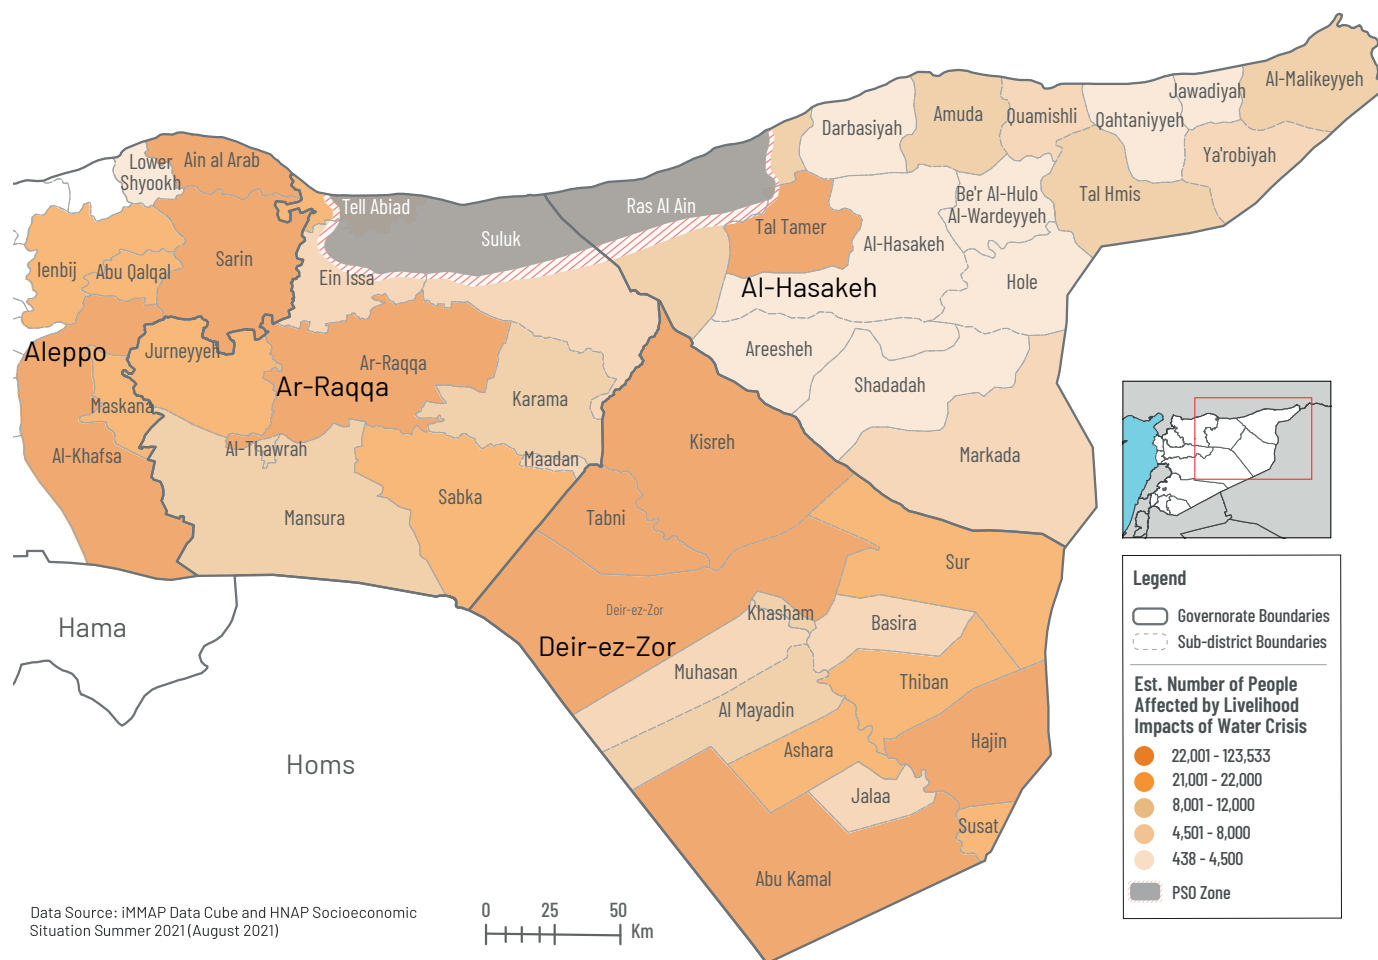 Al-Malikeyyeh
Jawadiyah
Amuda
Quamishli
Qahtaniyyeh
Darbasiyah
Ya'robiyah
Lower
Shyookh
Ain al Arab
Be'r Al-Hulo
Al-Wardeyyeh
Tal Hmis
Tell Abiad
Ras Al Ain
Tal Tamer
Suluk
Al-Hasakeh
Sarin
Ienbij
Abu Qalqal
Ein Issa
Hole
Al-Hasakeh
Aleppo
Jurneyyeh
Ar-Raqqa
Ar-Raqqa
Areesheh
Shadadah
Maskana
Karama
Kisreh
Al-Khafsa
Al-Thawrah
Maadan
Markada
Sabka
Mansura
Tabni
Sur
Deir-ez-Zor
Khasham
Basira
Hama
Deir-ez-Zor
Muhasan
Thiban
Al Mayadin
Hajin
Ashara
Homs
Jalaa
Susat
Abu Kamal
Legend
Governorate Boundaries
Sub-district Boundaries
Est. Number of People
Affected by Livelihood
Impacts of Water Crisis
22,001 - 123,533
21,001 - 22,000
8,001 - 12,000
4,501 - 8,000
438 - 4,500
PSO Zone
Data Source: iMMAP Data Cube and HNAP Socioeconomic
Situation Summer 2021 (August 2021)
0 25 50
Km